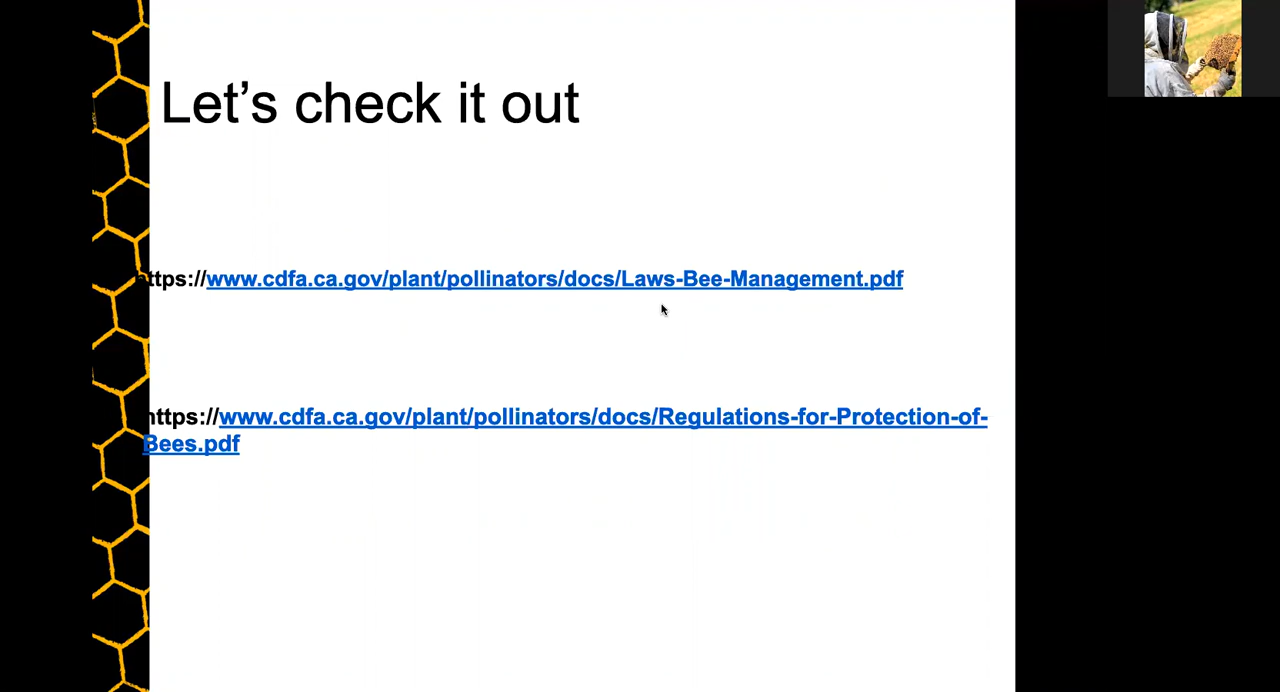 Let's check it out
https://www.cdfa.ca.gov/plant/pollinators/docs/Laws-Bee-Management.pdf
https://www.cdfa.ca.gov/plant/pollinators/docs/Regulations-for-Protection-of-
Bees.pdf